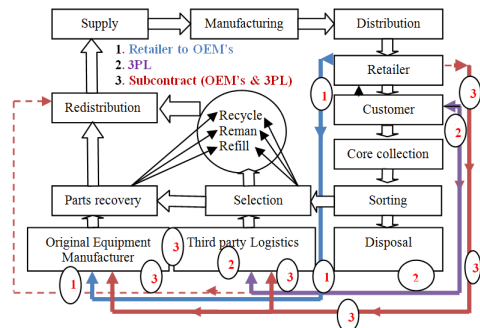 Supply
Manufacturing
Distribution
1. Retailer to OEM's
2. 3PL
3. Subcontract (OEM's & 3PL)
Retailer
3
1
Redistribution
Recycle
Reman
Refill
Customer
2
Core collection
Parts recovery
Selection
Sorting
Original Equipment
Manufacturer
3
Third party Logistics
Disposal
2
3
1
3
3
1
2
3